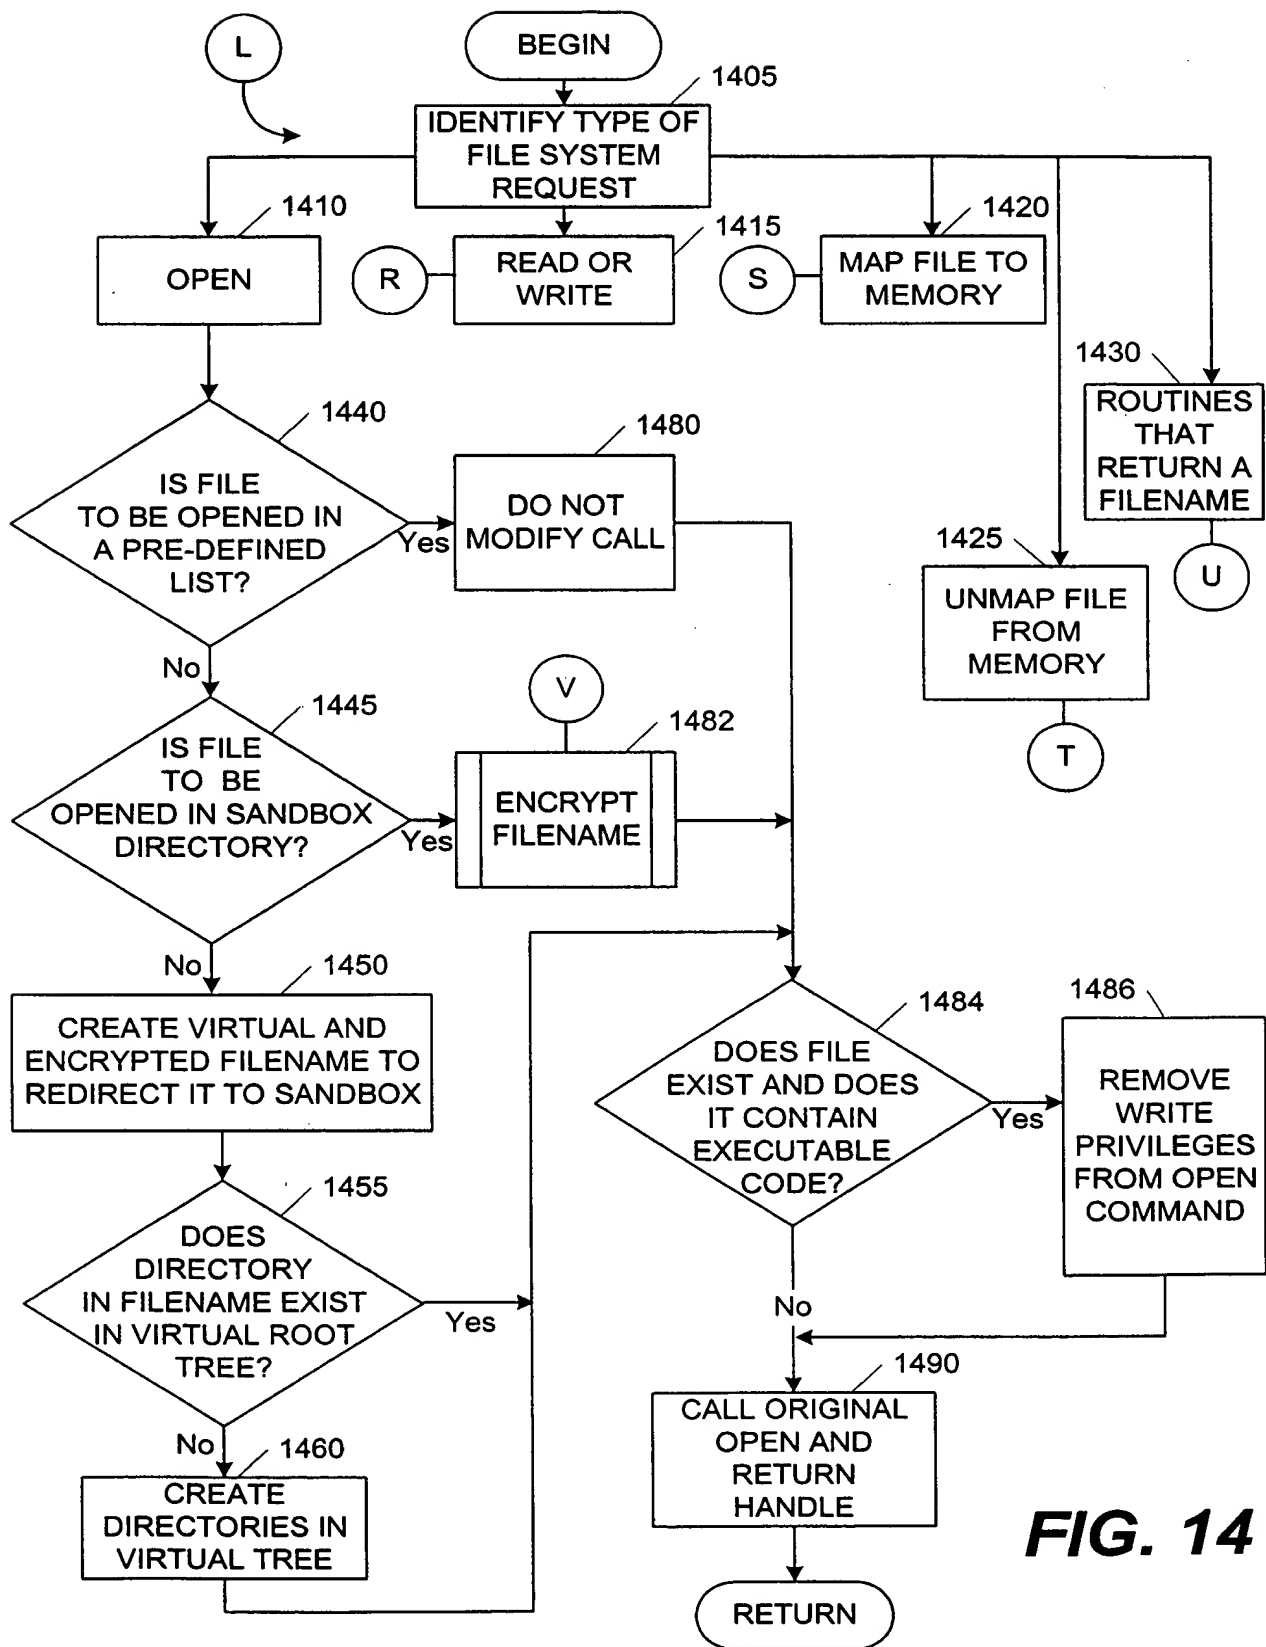 L
BEGIN
1405
IDENTIFY TYPE OF
FILE SYSTEM
REQUEST
1410
OPEN
1415
R
READ OR
WRITE
1420
S
MAP FILE TO
MEMORY
1430
ROUTINES
THAT
RETURN A
FILENAME
U
1425
UNMAP FILE
FROM
MEMORY
T
1440
IS FILE
TO BE OPENED IN
A PRE-DEFINED
LIST?
Yes
1480
DO NOT
MODIFY CALL
No
1445
IS FILE
TO BE
OPENED IN SANDBOX
DIRECTORY?
Yes
V
1482
ENCRYPT
FILENAME
No
1450
CREATE VIRTUAL AND
ENCRYPTED FILENAME TO
REDIRECT IT TO SANDBOX
1455
DOES
DIRECTORY
IN FILENAME EXIST
IN VIRTUAL ROOT
TREE?
Yes
No
1460
CREATE
DIRECTORIES IN
VIRTUAL TREE
1484
DOES FILE
EXIST AND DOES
IT CONTAIN
EXECUTABLE
CODE?
Yes
1486
REMOVE
WRITE
PRIVILEGES
FROM OPEN
COMMAND
No
1490
CALL ORIGINAL
OPEN AND
RETURN
HANDLE
RETURN
FIG. 14